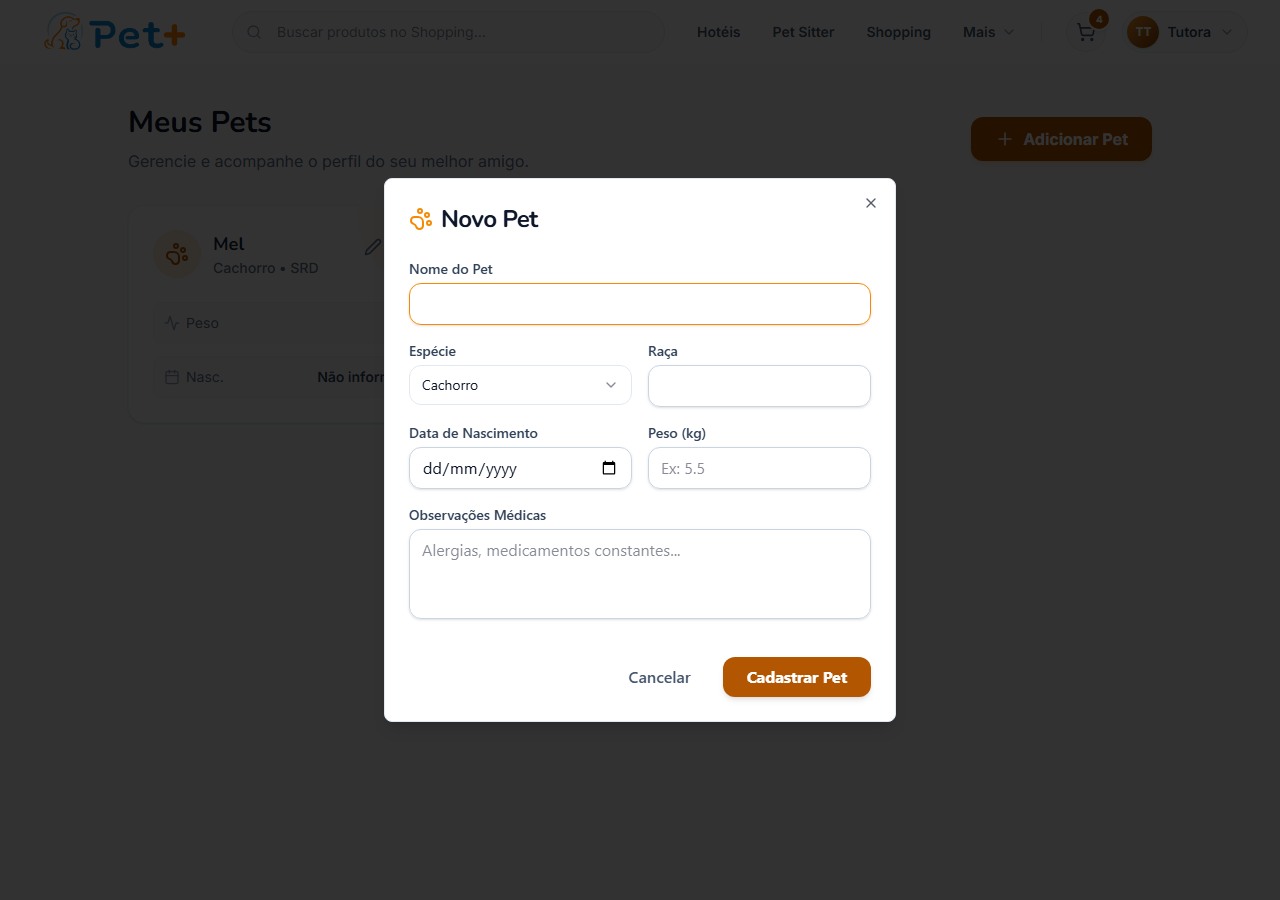 Pet+
Buscar produtos no Shopping...
Hotéis
Pet Sitter
Shopping
Mais
4
TT
Tutora
Meus Pets
Gerencie e acompanhe o perfil do seu melhor amigo.
Adicionar Pet
Mel
Cachorro • SRD
Peso
Nasc.
Não inforr
Novo Pet
Nome do Pet
Espécie
Raça
Cachorro
Data de Nascimento
Peso (kg)
dd/mm/yyyy
Ex: 5.5
Observações Médicas
Alergias, medicamentos constantes...
Cancelar
Cadastrar Pet